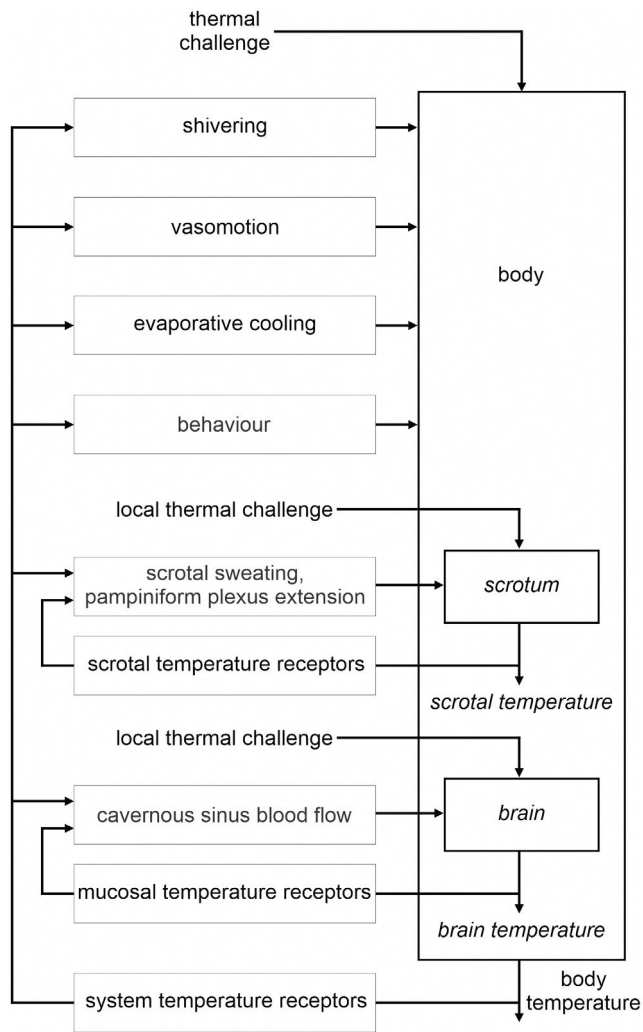 thermal
challenge
shivering
vasomotion
body
evaporative cooling
behaviour
local thermal challenge
scrotal sweating,
pampiniform plexus extension
scrotum
scrotal temperature receptors
scrotal temperature
local thermal challenge
cavernous sinus blood flow
brain
mucosal temperature receptors
brain temperature
system temperature receptors
body
temperature